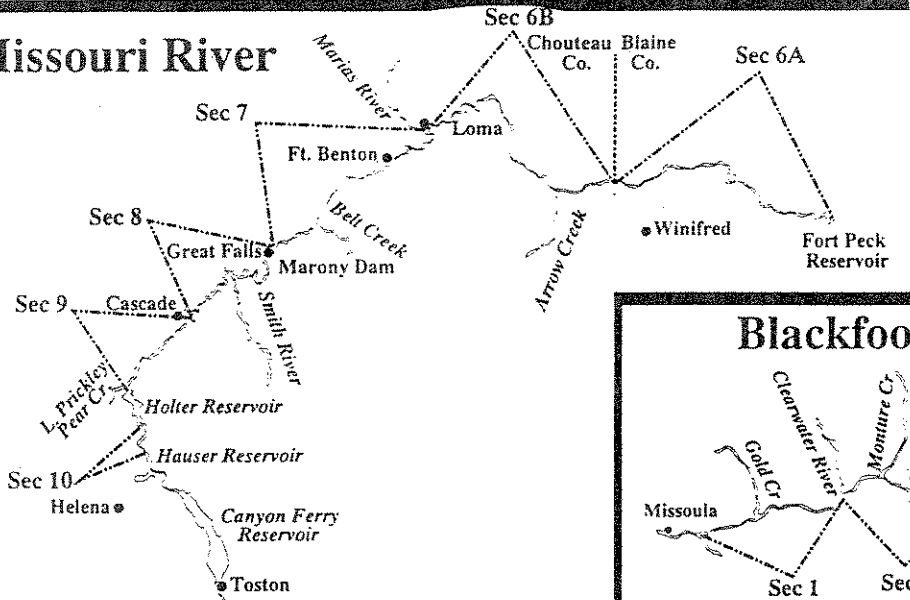 Missouri River
Sec 6B
Chouteau Blaine
Co. Co.
Sec 6A
Marias River
Sec 7
Loma
Ft. Benton
Sec 8
Belt Creek
Great Falls
Marony Dam
Arrow Creek
Winifred
Fort Peck
Reservoir
Sec 9
Cascade
Smith River
L. Prickley
Pear Cr
Holter Reservoir
Hauser Reservoir
Sec 10
Helena
Canyon Ferry
Reservoir
Toston
Blackfoo
Clearwater River
Monture Cr
Gold Cr
Missoula
Sec 1
Sec